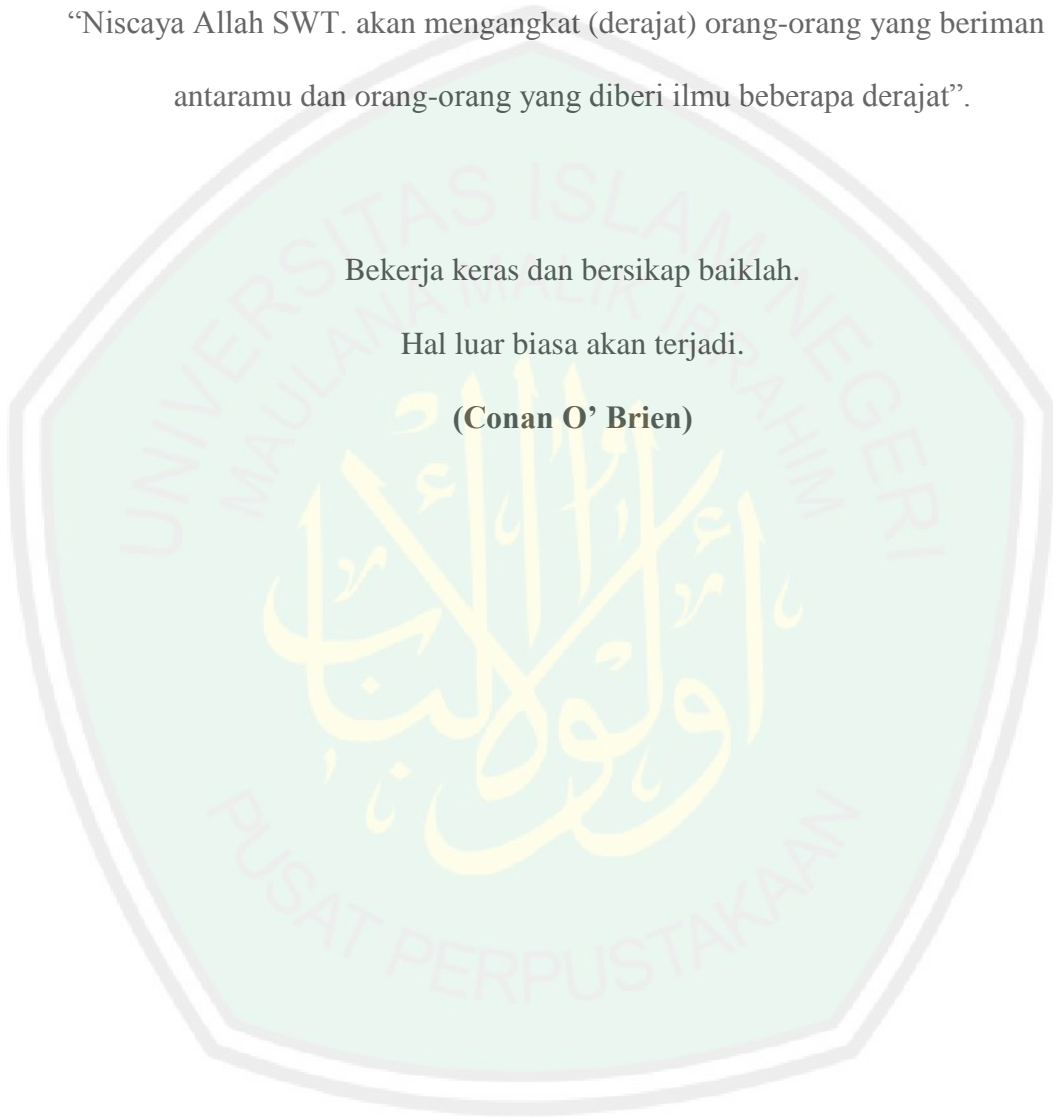 “Niscaya Allah SWT. akan mengangkat (derajat) orang-orang yang beriman
antaramu dan orang-orang yang diberi ilmu beberapa derajat”.
Bekerja keras dan bersikap baiklah.
Hal luar biasa akan terjadi.
(Conan O’ Brien)
UNIVERSITAS ISLAM NEGERI
MAULANA MALIK IBRAHIM
أولوا الألباب
PUSAT PERPUSTAKAAN